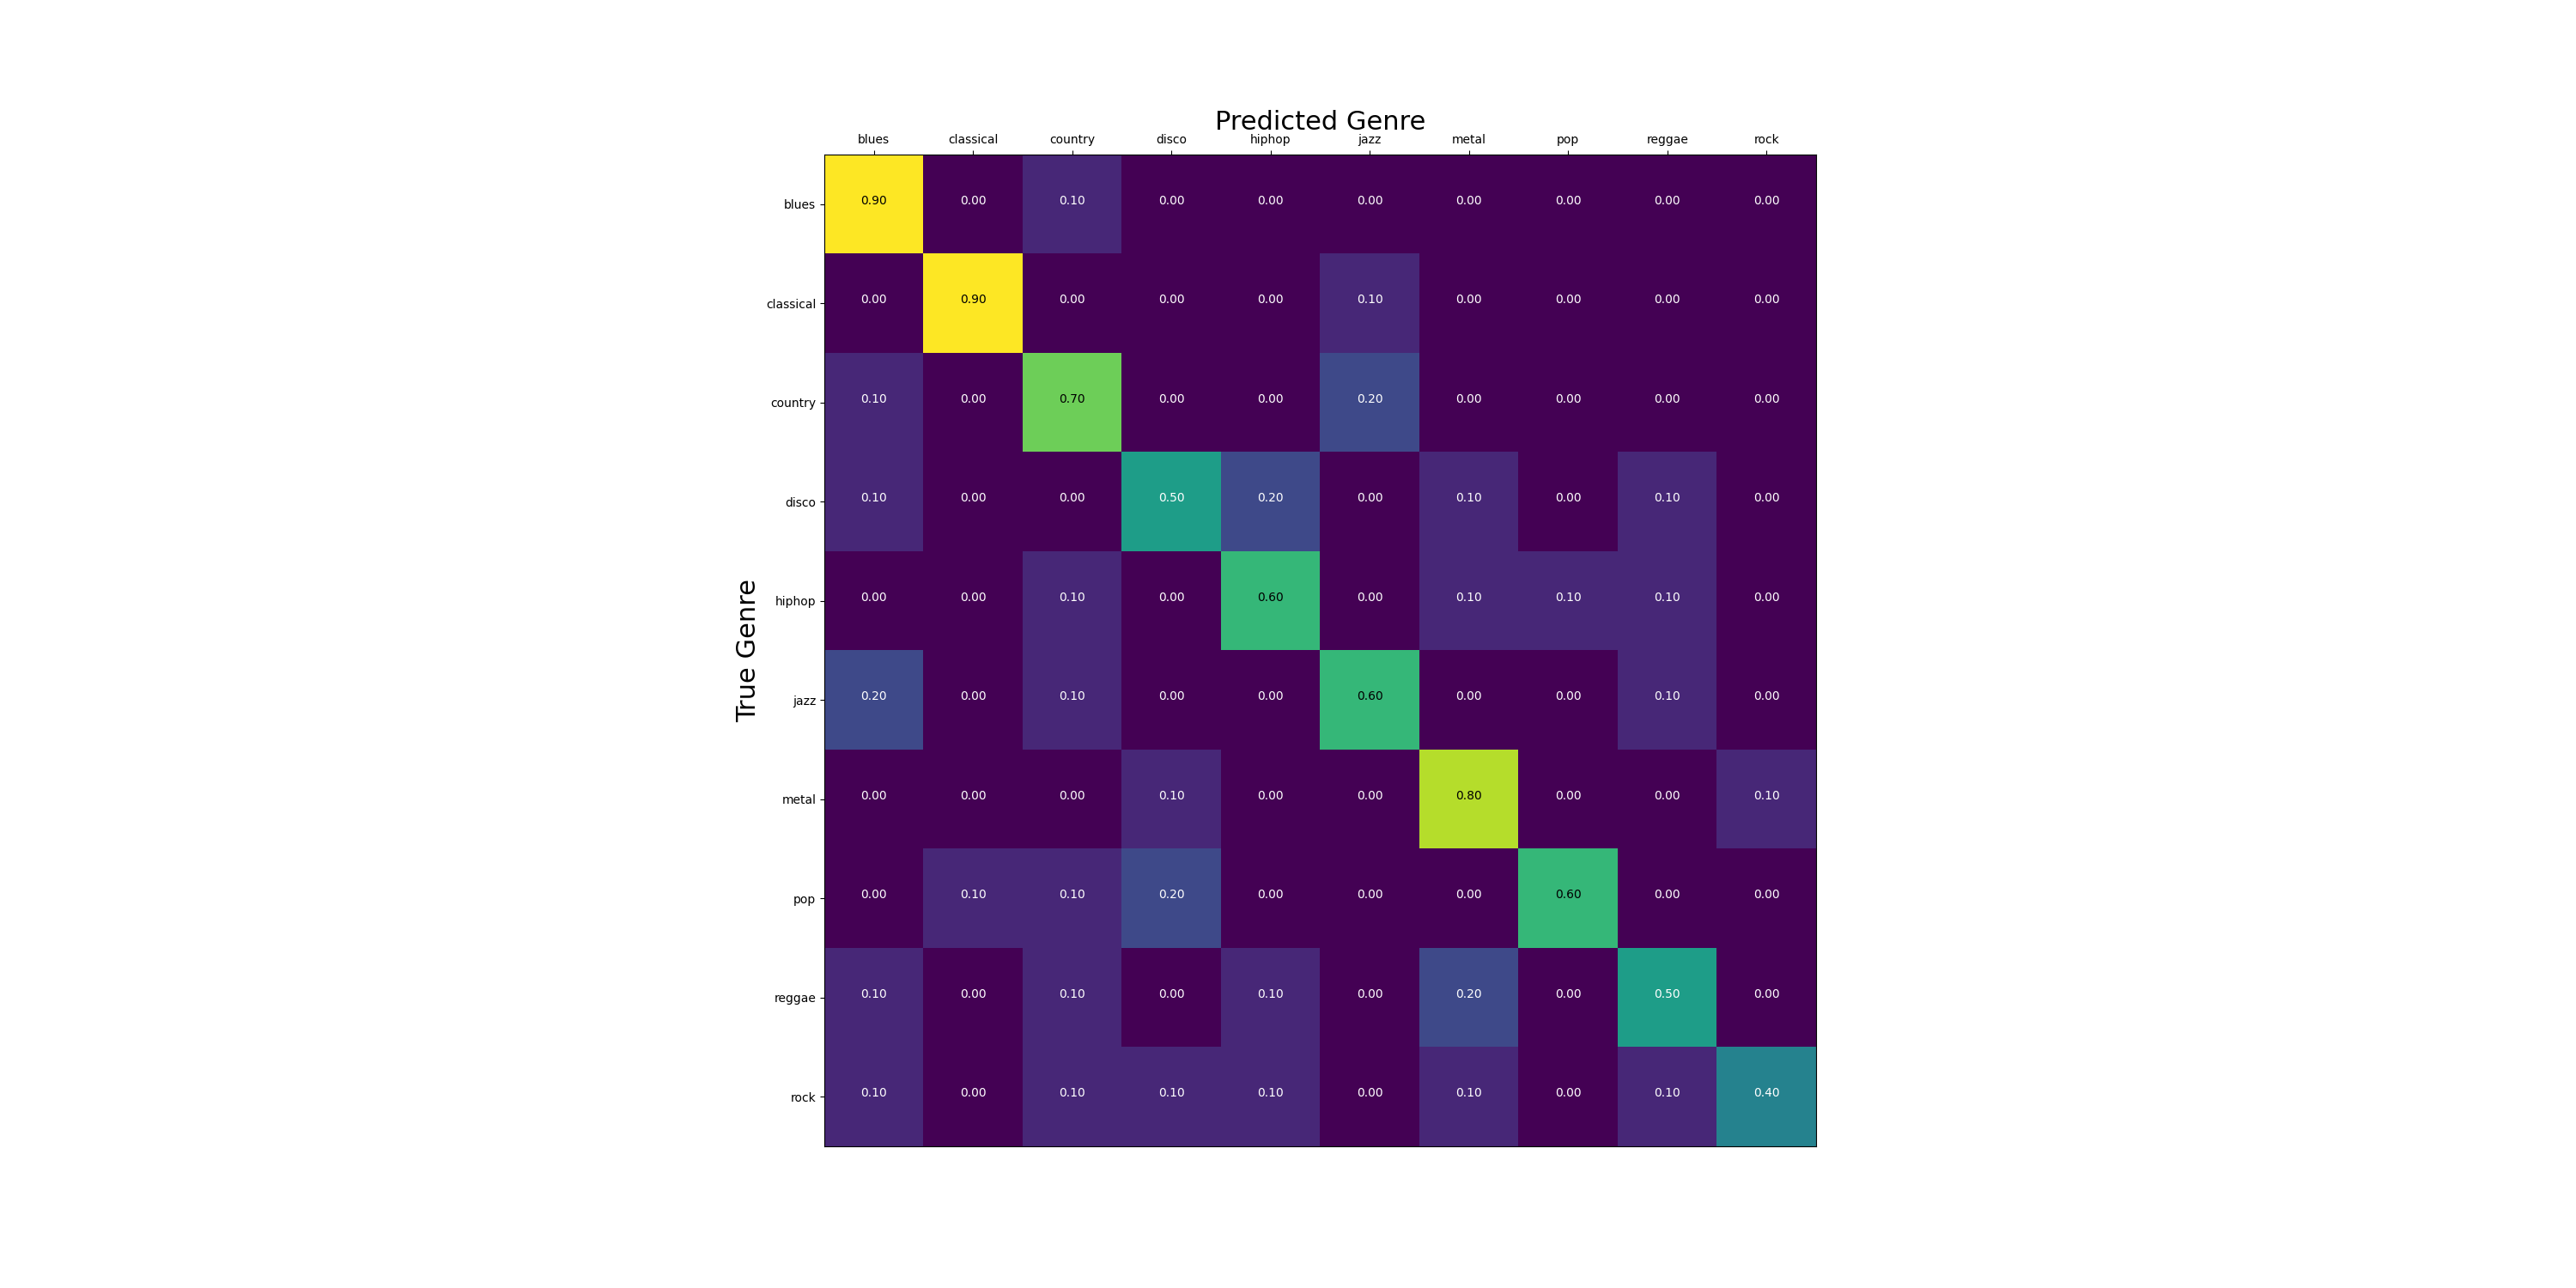 Predicted Genre
blues classical country disco hiphop jazz metal pop reggae rock
blues 0.90 0.00 0.10 0.00 0.00 0.00 0.00 0.00 0.00 0.00
classical 0.00 0.90 0.00 0.00 0.00 0.10 0.00 0.00 0.00 0.00
country 0.10 0.00 0.70 0.00 0.00 0.20 0.00 0.00 0.00 0.00
disco 0.10 0.00 0.00 0.50 0.20 0.00 0.10 0.00 0.10 0.00
hiphop 0.00 0.00 0.10 0.00 0.60 0.00 0.10 0.10 0.10 0.00
True Genre
jazz 0.20 0.00 0.10 0.00 0.00 0.60 0.00 0.00 0.10 0.00
metal 0.00 0.00 0.00 0.10 0.00 0.00 0.80 0.00 0.00 0.10
pop 0.00 0.10 0.10 0.20 0.00 0.00 0.00 0.60 0.00 0.00
reggae 0.10 0.00 0.10 0.00 0.10 0.00 0.20 0.00 0.50 0.00
rock 0.10 0.00 0.10 0.10 0.10 0.00 0.10 0.00 0.10 0.40